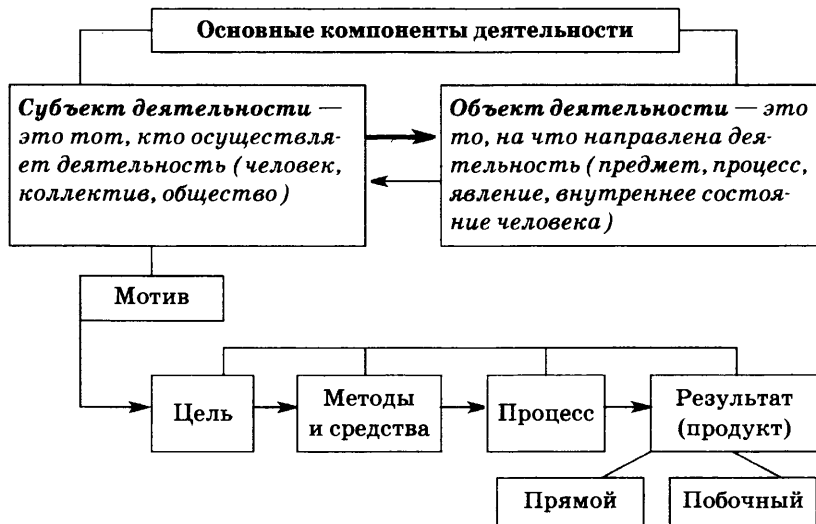 Основные компоненты деятельности
Субъект деятельности —
это тот, кто осуществля-
ет деятельность (человек,
коллектив, общество)
Объект деятельности — это
то, на что направлена дея-
тельность (предмет, процесс,
явление, внутреннее состоя-
ние человека)
Мотив
Цель
Методы
и средства
Процесс
Результат
(продукт)
Прямой
Побочный